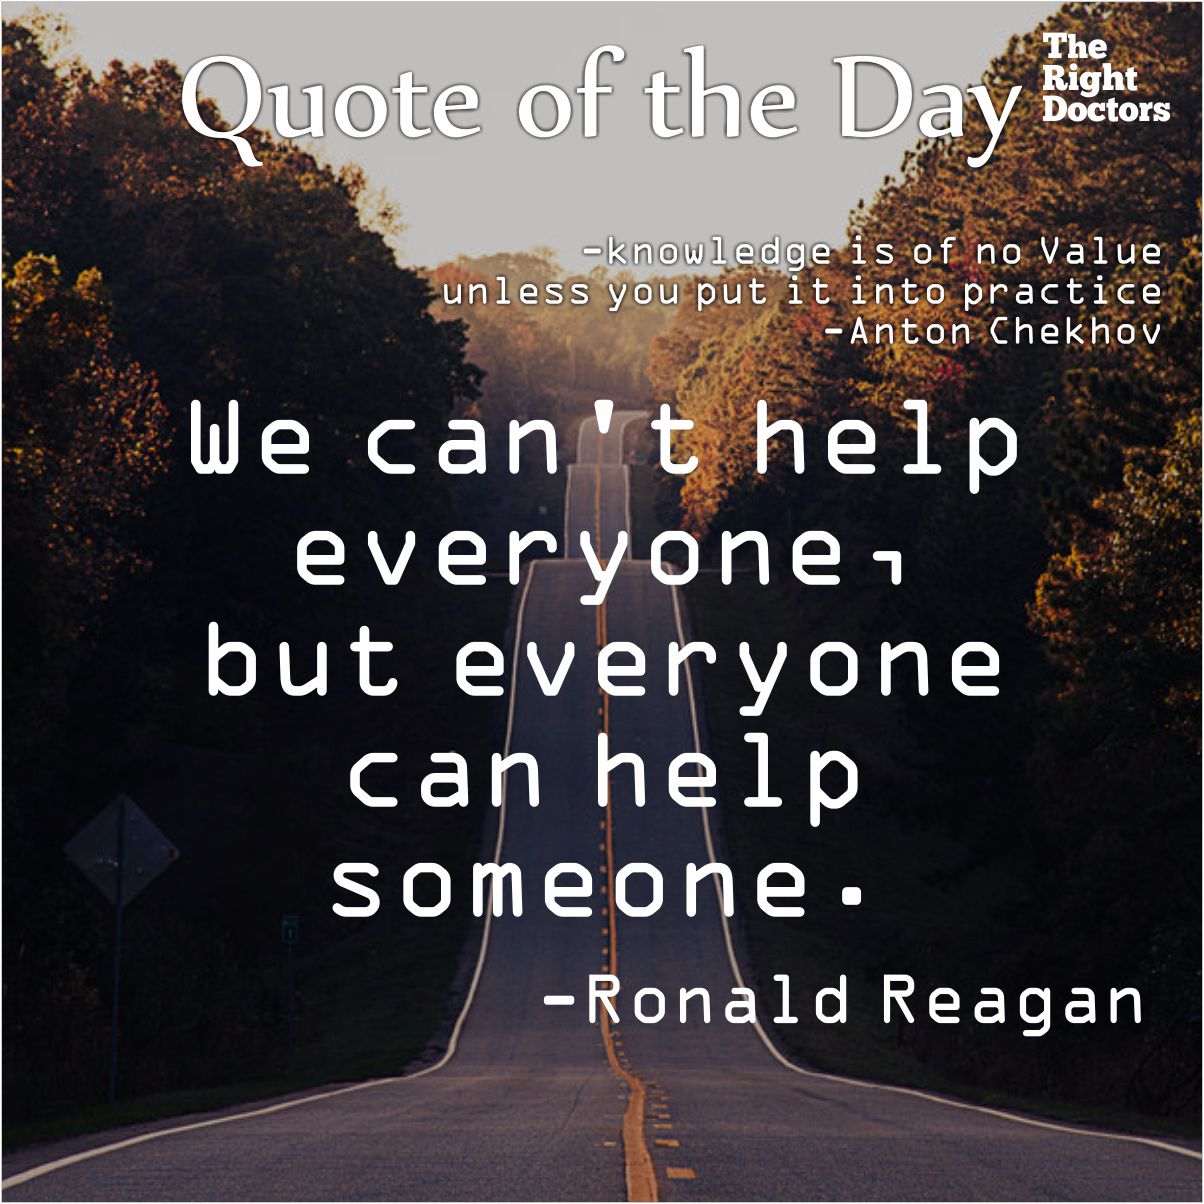 Quote of the Day
The
Right
Doctors
-knowledge is of no Value
unless you put it into practice
-Anton Chekhov
We can't help
everyone,
but everyone
can help
someone.
-Ronald Reagan